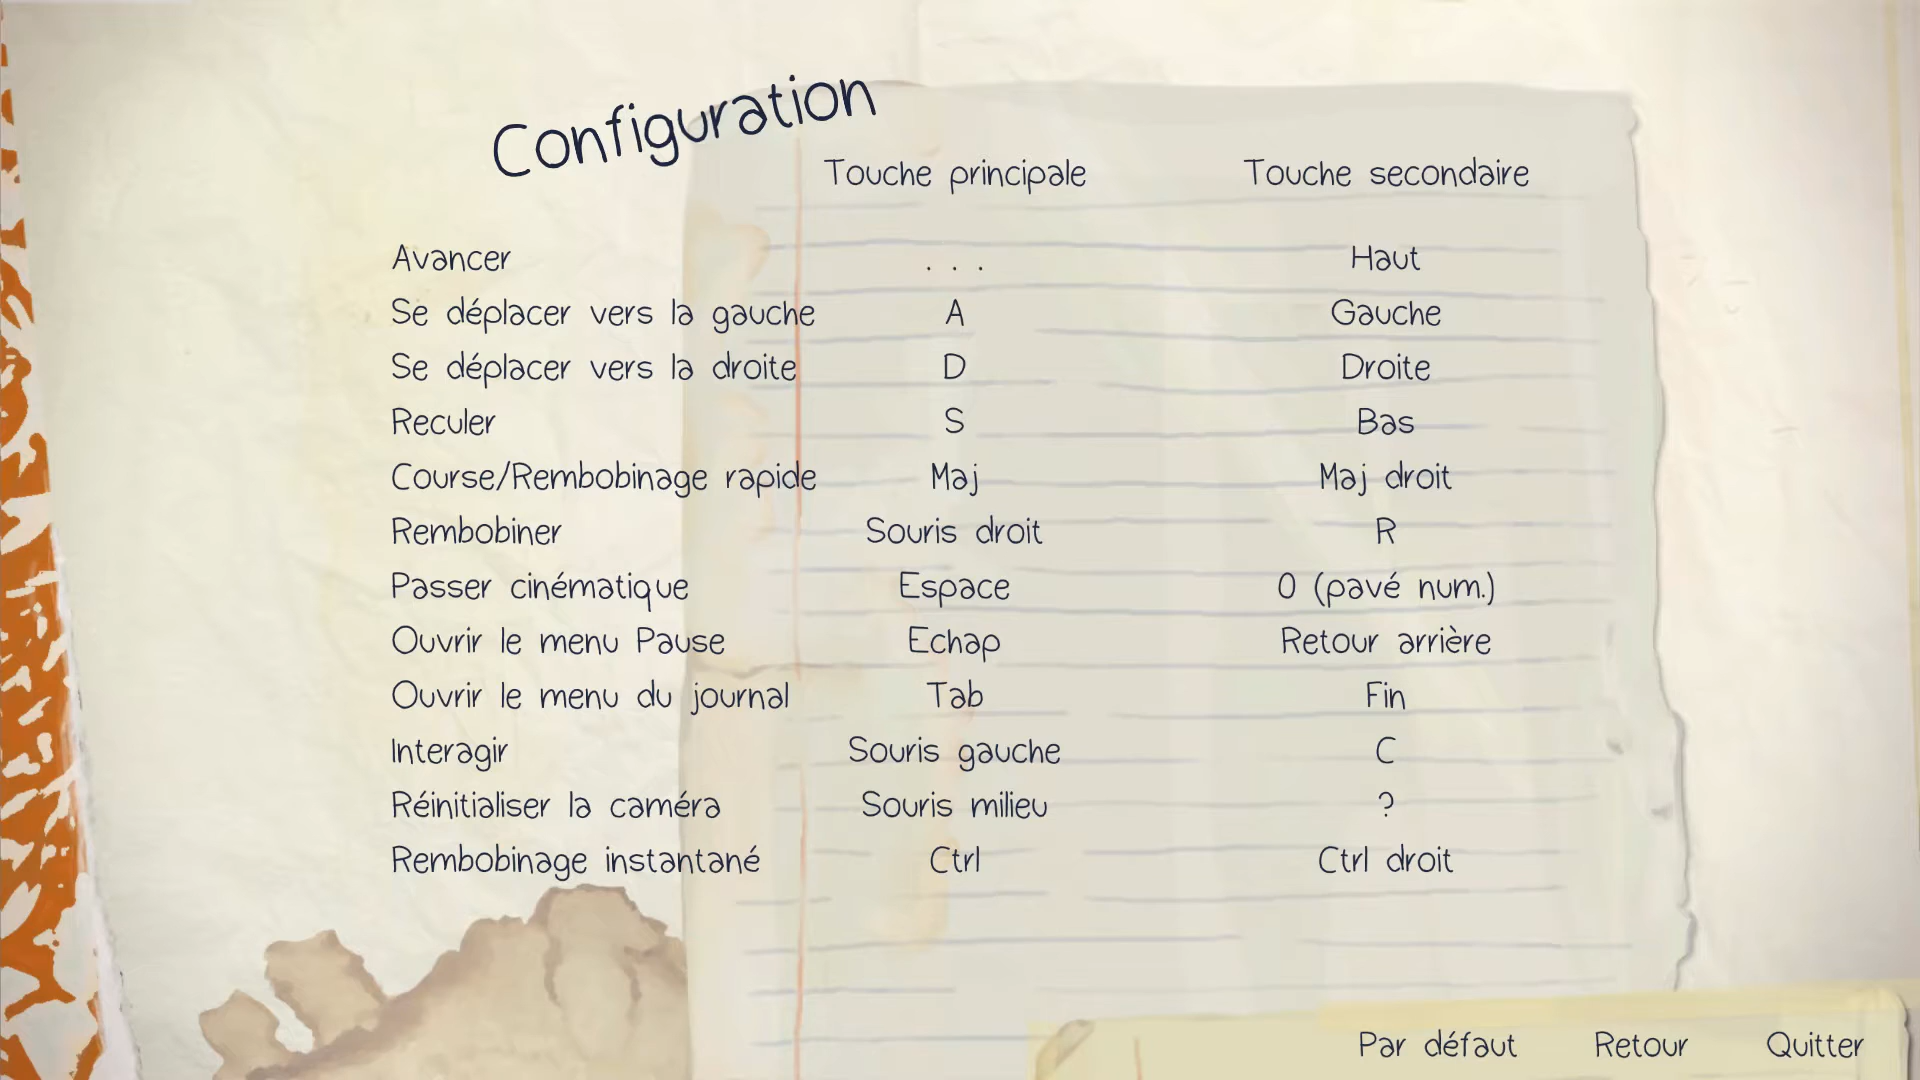 Configuration
Touche principale Touche secondaire
Avancer . . . Haut
Se déplacer vers la gauche A Gauche
Se déplacer vers la droite D Droite
Reculer S Bas
Course/Rembobinage rapide Maj Maj droit
Rembobiner Souris droit R
Passer cinématique Espace 0 (pavé num.)
Ouvrir le menu Pause Echap Retour arrière
Ouvrir le menu du journal Tab Fin
Interagir Souris gauche C
Réinitialiser la caméra Souris milieu ?
Rembobinage instantané Ctrl Ctrl droit
Par défaut Retour Quitter